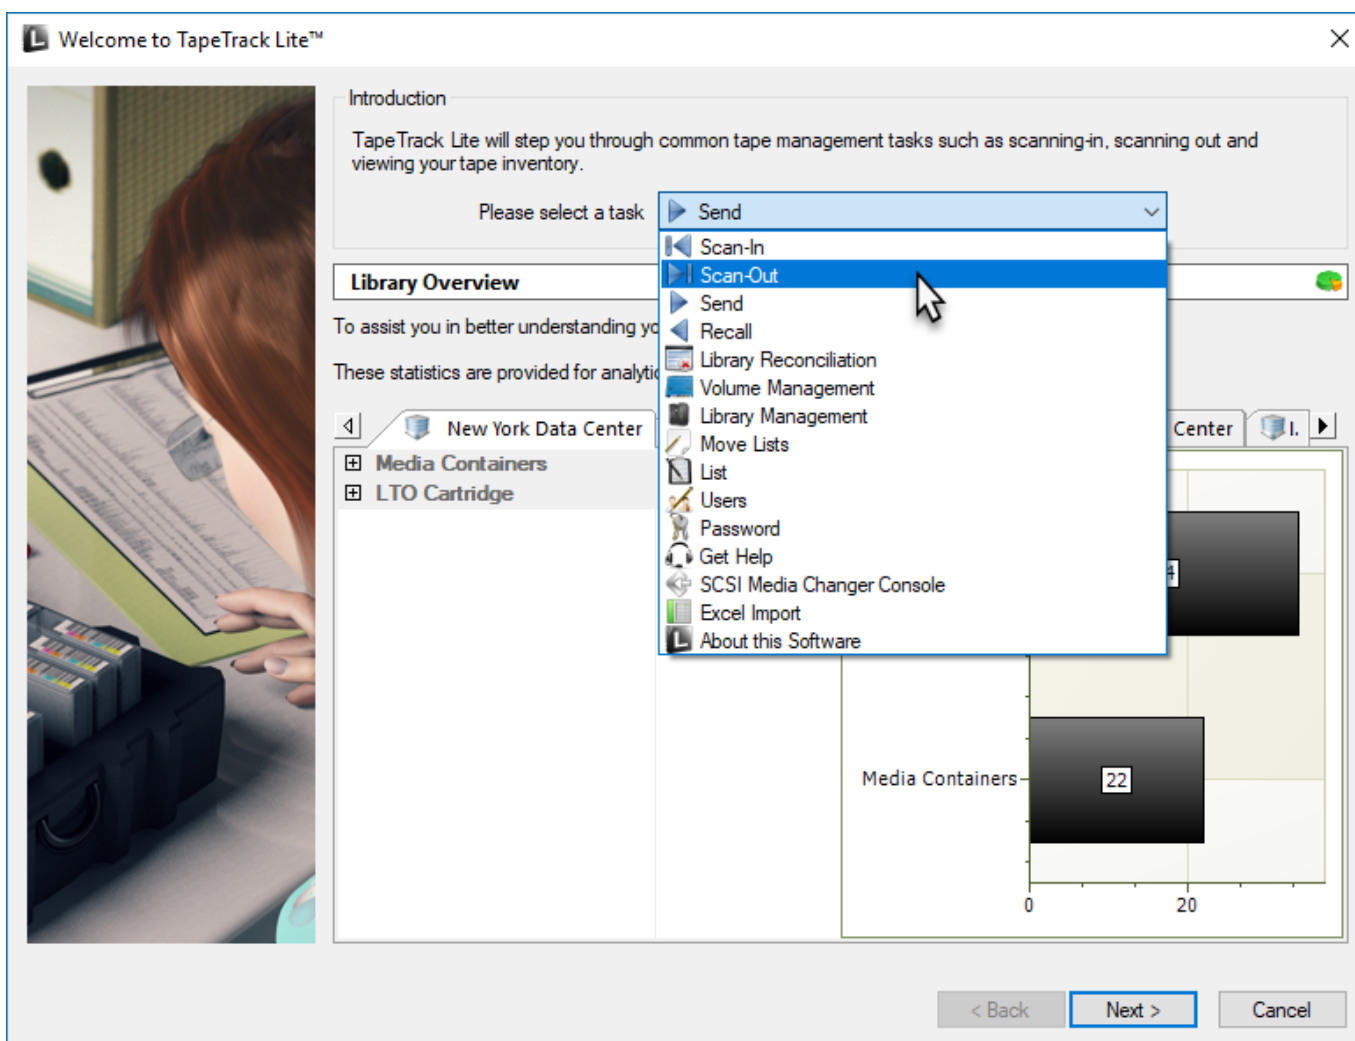 Welcome to TapeTrack Lite™
Introduction
TapeTrack Lite will step you through common tape management tasks such as scanning-in, scanning out and
viewing your tape inventory.
Please select a task
Send
Scan-In
Scan-Out
Send
Recall
Library Reconciliation
Volume Management
Library Management
Move Lists
List
Users
Password
Get Help
SCSI Media Changer Console
Excel Import
About this Software
Library Overview
To assist you in better understanding
These statistics are provided for
New York Data Center
Center
I.
Media Containers
LTO Cartridge
4
Media Containers
22
0
20
< Back
Next >
Cancel